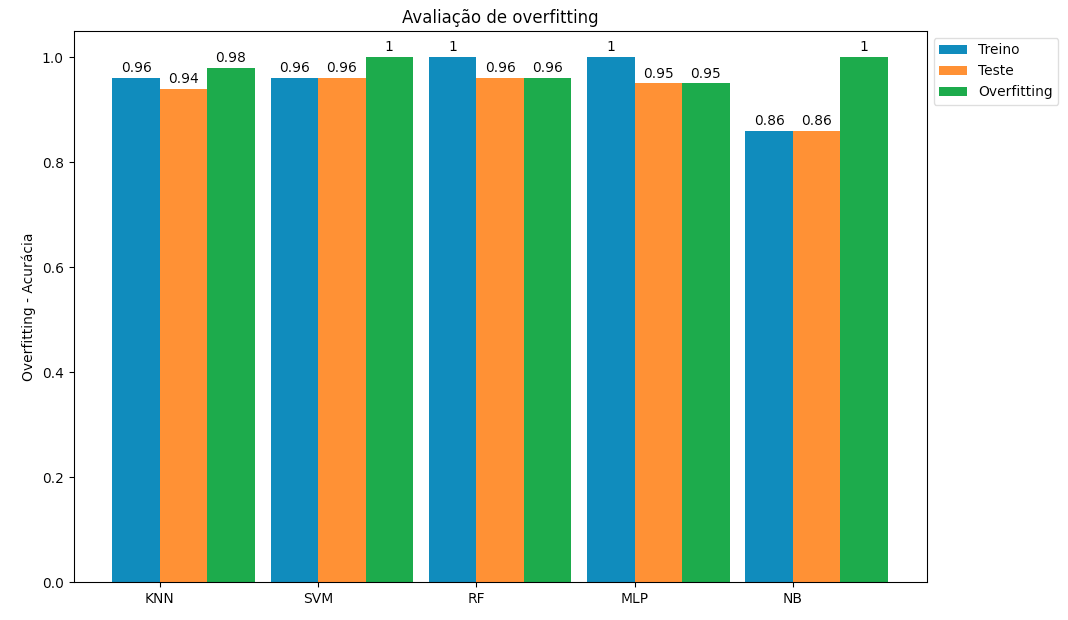 Avaliação de overfitting
Treino
Teste
Overfitting
Overfitting - Acurácia
1.0
0.8
0.6
0.4
0.2
0.0
0.96 0.94 0.98
0.96 0.96 1
1 0.96 0.96
1 0.95 0.95
0.86 0.86 1
KNN SVM RF MLP NB